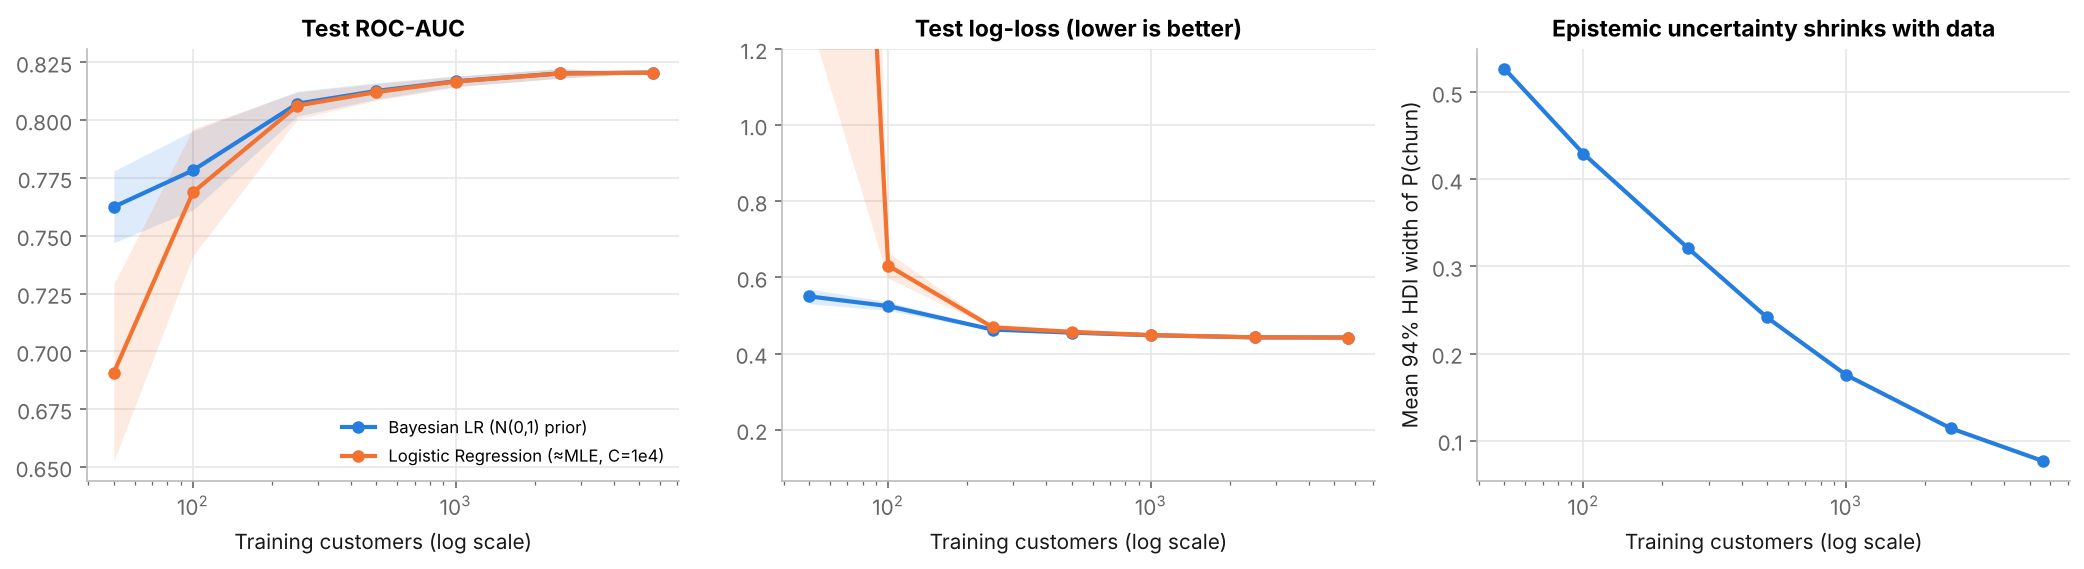 Test ROC-AUC
0.825
0.800
0.775
0.750
0.725
0.700
0.675
0.650
10²
10³
Training customers (log scale)
Bayesian LR (N(0,1) prior)
Logistic Regression (≈MLE, C=1e4)
Test log-loss (lower is better)
1.2
1.0
0.8
0.6
0.4
0.2
10²
10³
Training customers (log scale)
Epistemic uncertainty shrinks with data
Mean 94% HDI width of P(churn)
0.5
0.4
0.3
0.2
0.1
10²
10³
Training customers (log scale)